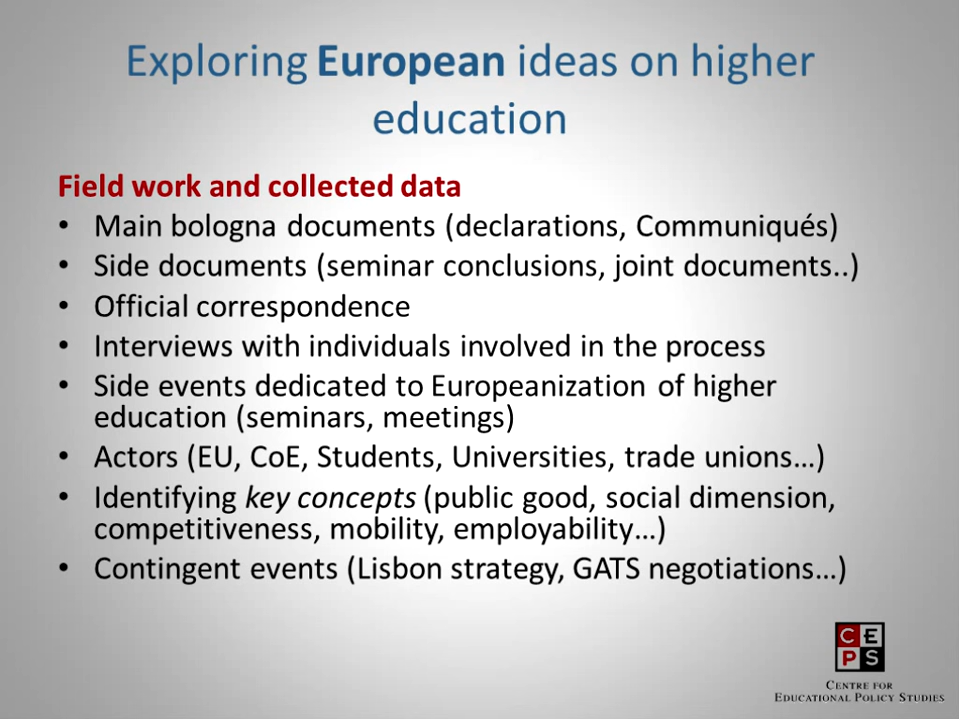 Exploring European ideas on higher
education
Field work and collected data
• Main bologna documents (declarations, Communiqués)
• Side documents (seminar conclusions, joint documents..)
• Official correspondence
• Interviews with individuals involved in the process
• Side events dedicated to Europeanization of higher
education (seminars, meetings)
• Actors (EU, CoE, Students, Universities, trade unions…)
• Identifying key concepts (public good, social dimension,
competitiveness, mobility, employability…)
• Contingent events (Lisbon strategy, GATS negotiations…)
CE
PS
CENTRE FOR
EDUCATIONAL POLICY STUDIES